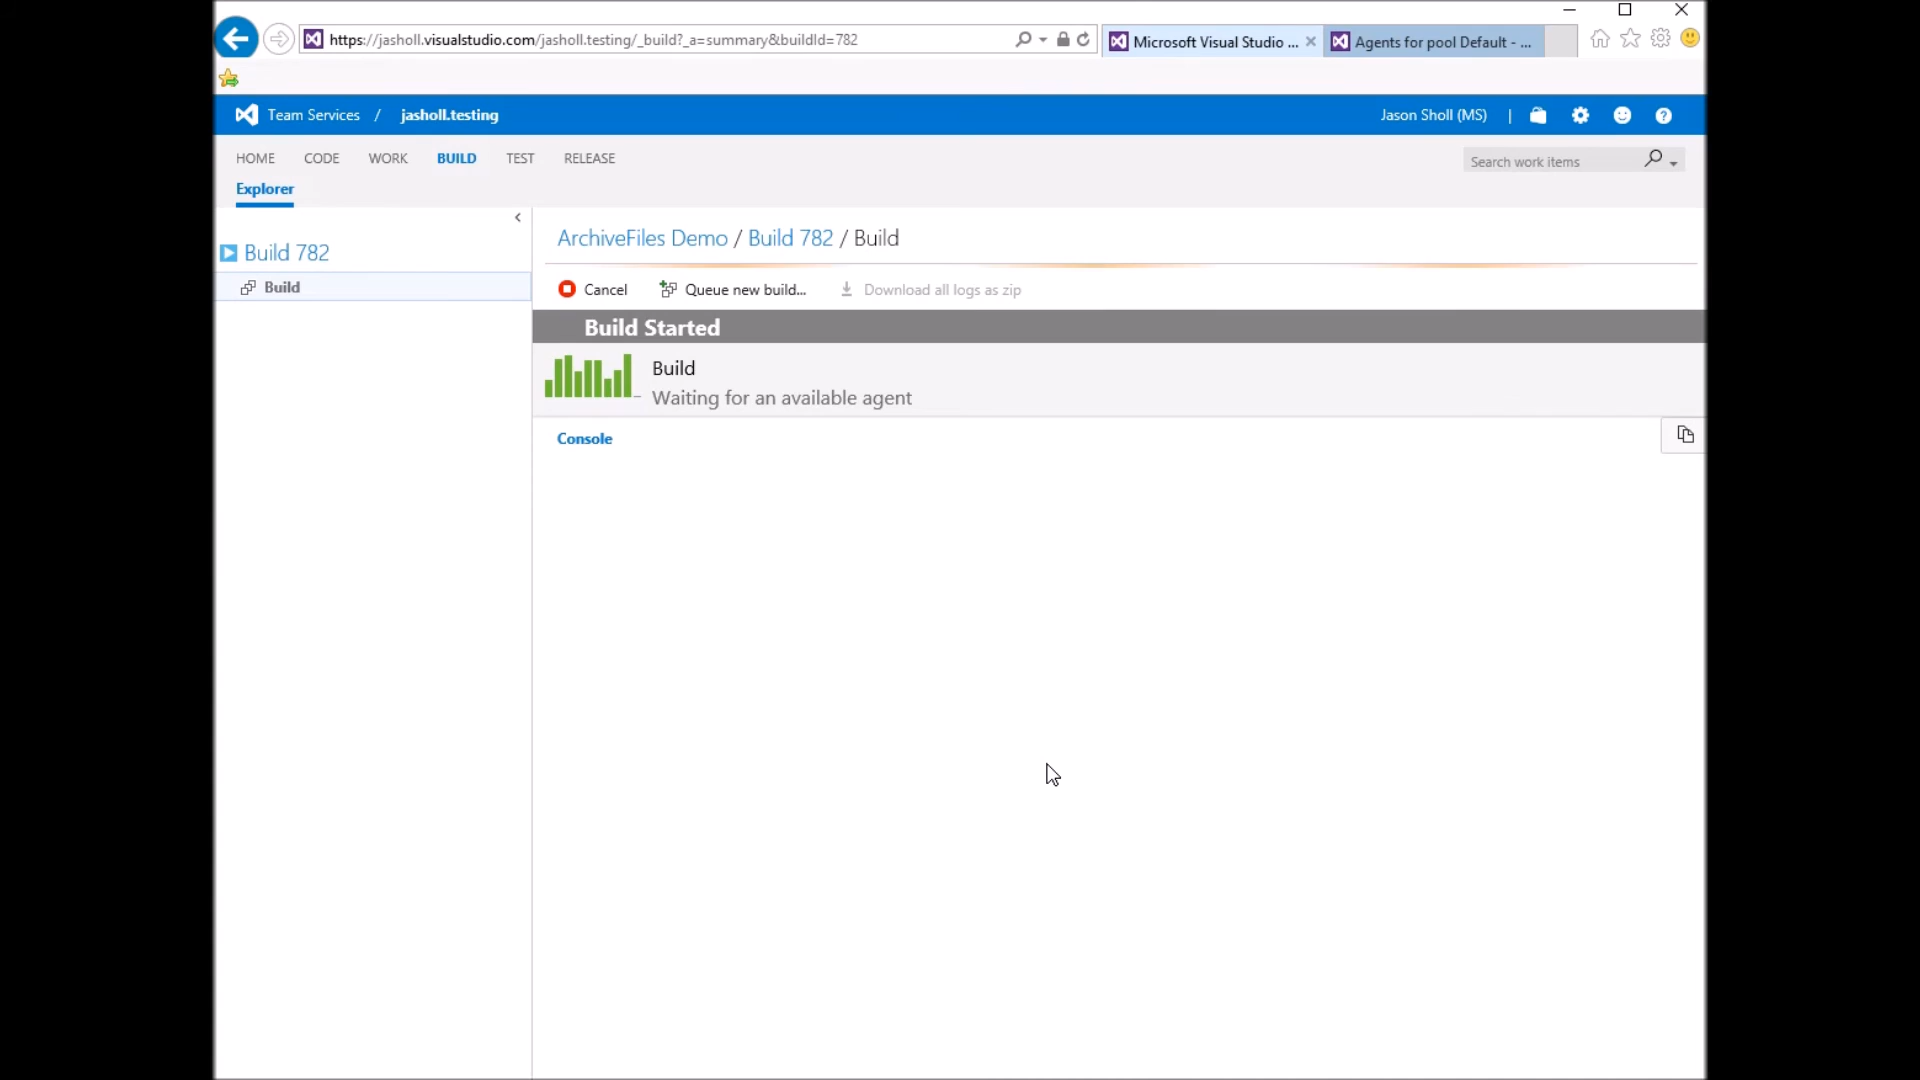 https://jasholl.visualstudio.com/jasholl.testing/_build?_a=summary&buildId=782
Microsoft Visual Studio ...
Agents for pool Default - ...
Team Services / jasholl.testing
Jason Sholl (MS) |
HOME CODE WORK BUILD TEST RELEASE
Search work items
Explorer
Build 782
Build
ArchiveFiles Demo / Build 782 / Build
Cancel Queue new build... Download all logs as zip
Build Started
Build
Waiting for an available agent
Console